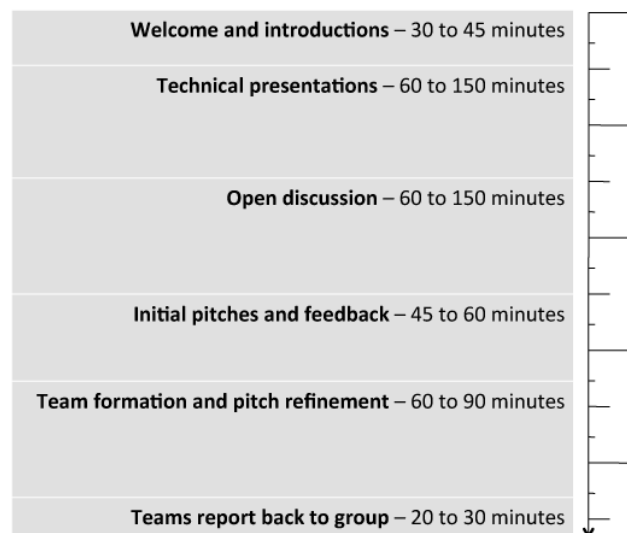 Welcome and introductions – 30 to 45 minutes
Technical presentations – 60 to 150 minutes
Open discussion – 60 to 150 minutes
Initial pitches and feedback – 45 to 60 minutes
Team formation and pitch refinement – 60 to 90 minutes
Teams report back to group – 20 to 30 minutes